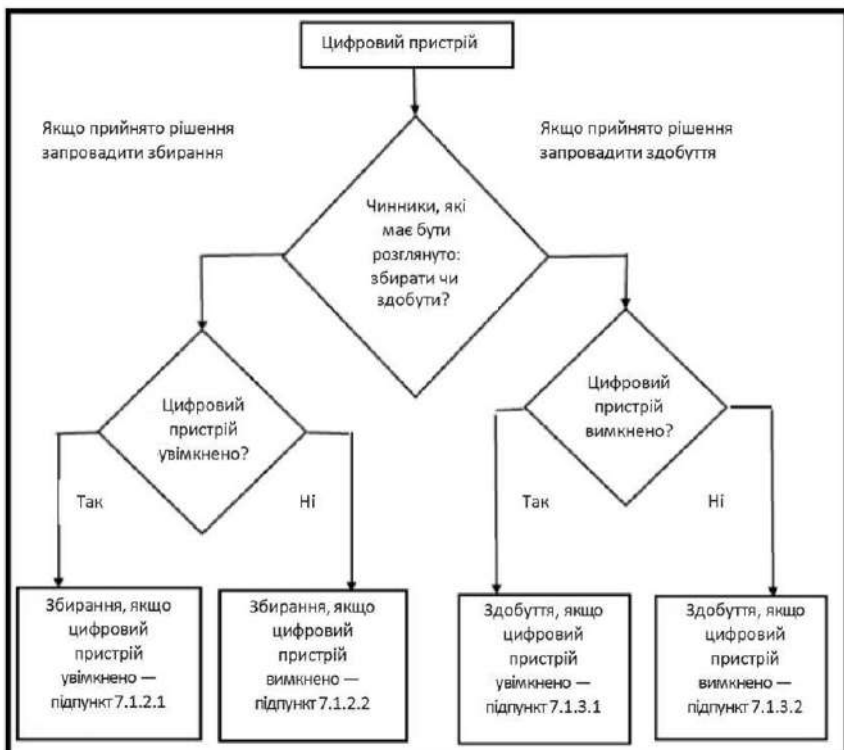 Цифровий пристрій
Якщо прийнято рішення
запровадити збирання
Якщо прийнято рішення
запровадити здобуття
Чинники, які
має бути
розглянуто:
збирати чи
здобути?
Цифровий
пристрій
увімкнено?
Цифровий
пристрій
вимкнено?
Так
Ні
Так
Ні
Збирання, якщо
цифровий
пристрій
увімкнено —
підпункт 7.1.2.1
Збирання, якщо
цифровий
пристрій
вимкнено —
підпункт 7.1.2.2
Здобуття, якщо
цифровий
пристрій
увімкнено —
підпункт 7.1.3.1
Здобуття, якщо
цифровий
пристрій
вимкнено —
підпункт 7.1.3.2